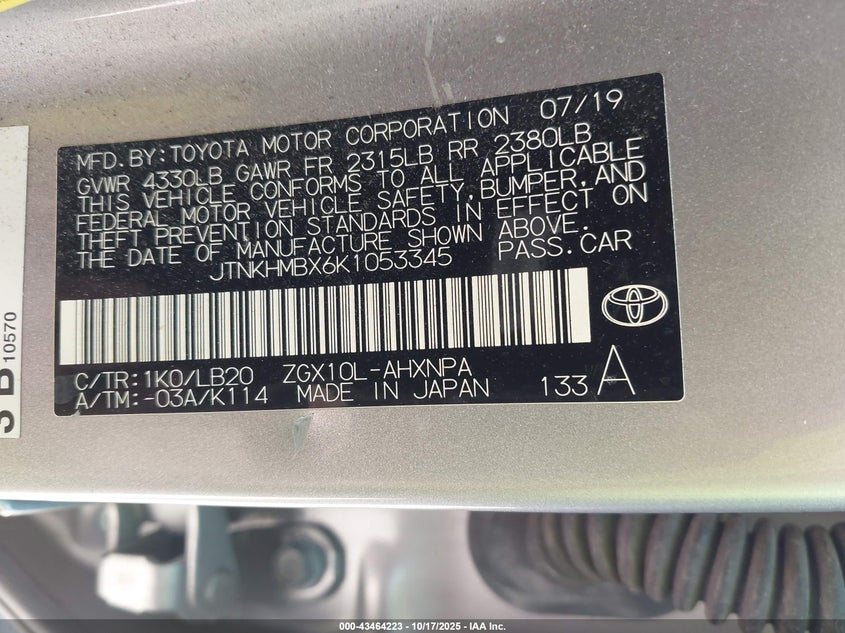 MFD.BY:TOYOTA MOTOR CORPORATION 07/19
GVWR 4330LB GAWR FR 2315LB RR 2380LB
THIS VEHICLE CONFORMS TO ALL APPLICABLE
FEDERAL MOTOR VEHICLE SAFETY,BUMPER,AND
THEFT PREVENTION STANDARDS IN EFFECT ON
THE DATE OF MANUFACTURE SHOWN ABOVE.
JTNKHMBX6K1053345 PASS.CAR
C/TR:1K0/LB20 ZGX10L-AHXNPA
A/TM:-03A/K114 MADE IN JAPAN 133 A
10570
000-43464223 | 10/17/2025 - IAA Inc.